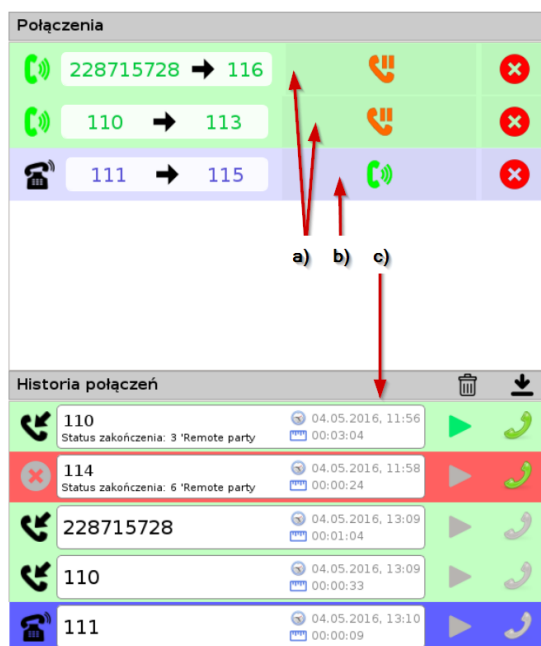 Połączenia
228715728 → 116
110 → 113
111 → 115
a) b) c)
Historia połączeń
110
Status zakończenia: 3 'Remote party
04.05.2016, 11:56
00:03:04
114
Status zakończenia: 6 'Remote party
04.05.2016, 11:58
00:00:24
228715728
04.05.2016, 13:09
00:01:04
110
04.05.2016, 13:09
00:00:33
111
04.05.2016, 13:10
00:00:09